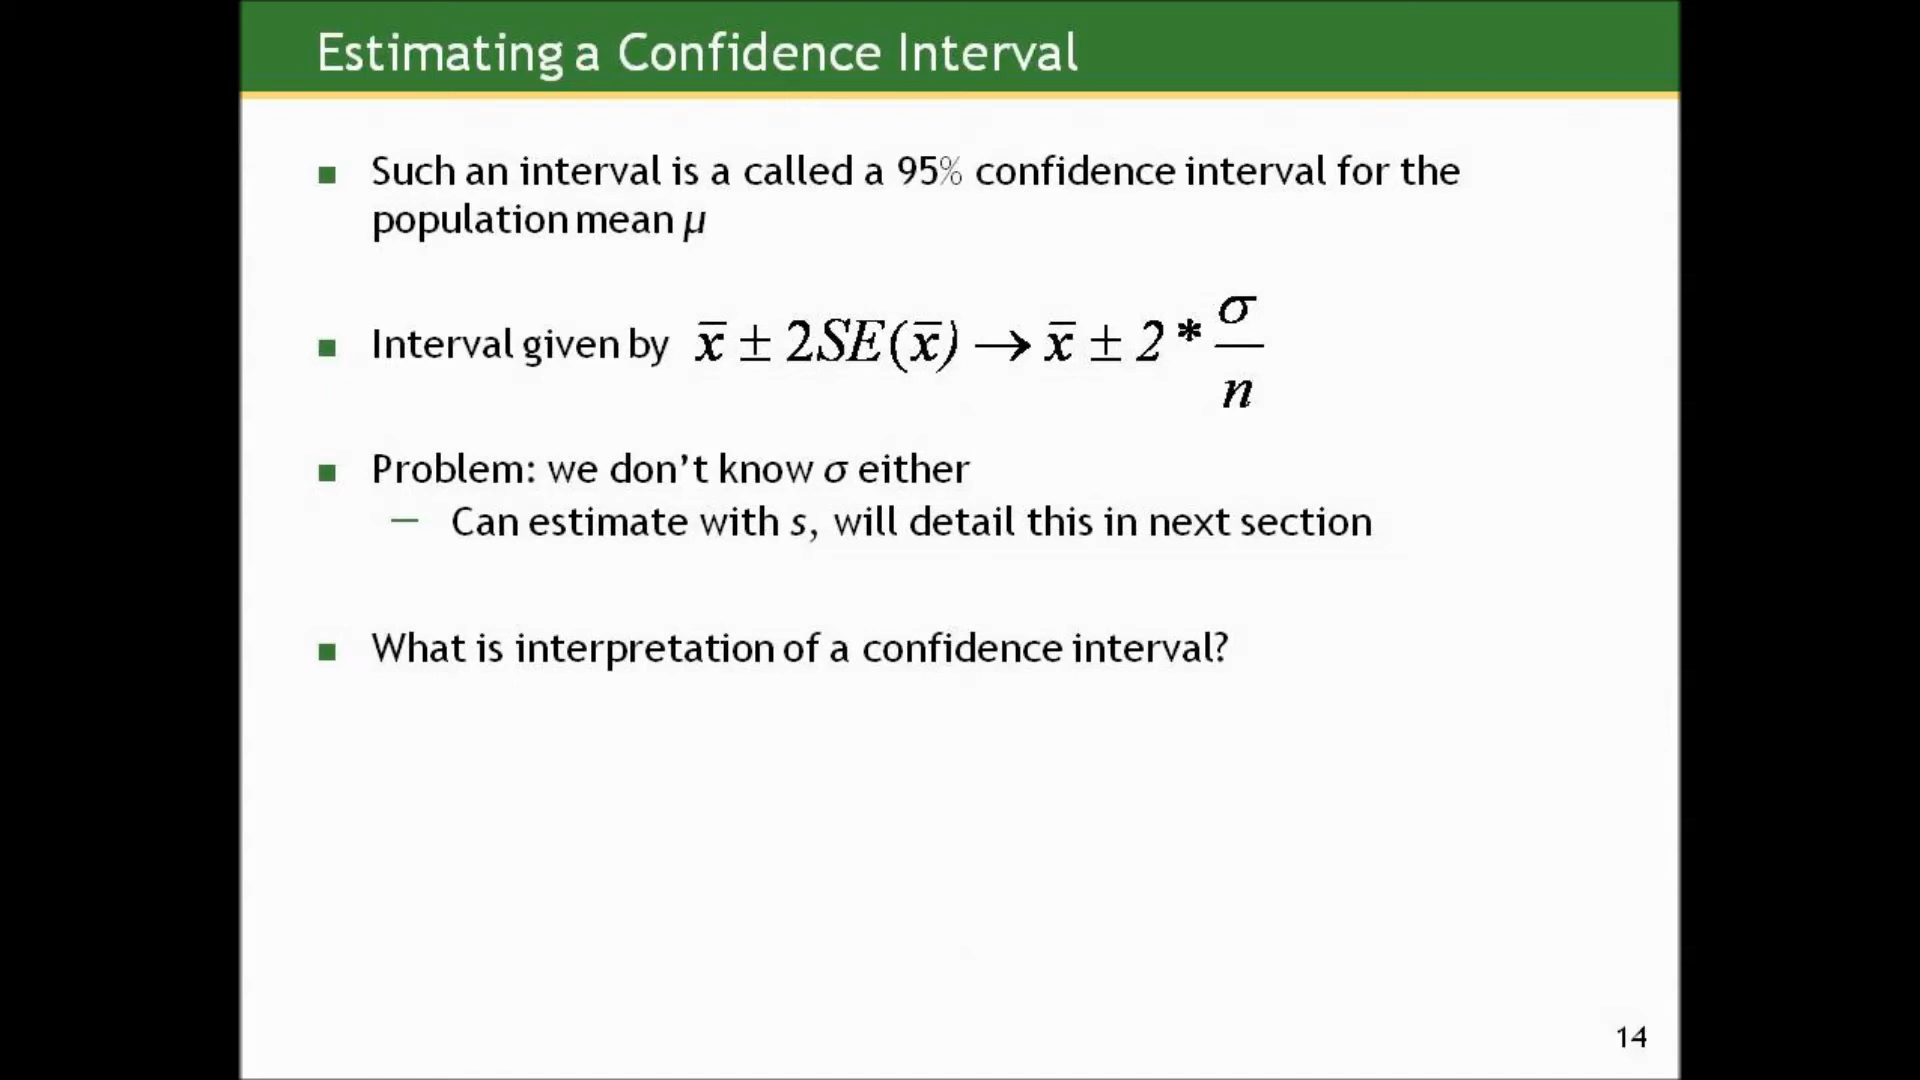 Estimating a Confidence Interval
■ Such an interval is a called a 95% confidence interval for the
population mean μ
■ Interval given by x̄ ± 2SE(x̄) → x̄ ± 2 * σ/n
■ Problem: we don't know σ either
— Can estimate with s, will detail this in next section
■ What is interpretation of a confidence interval?
14